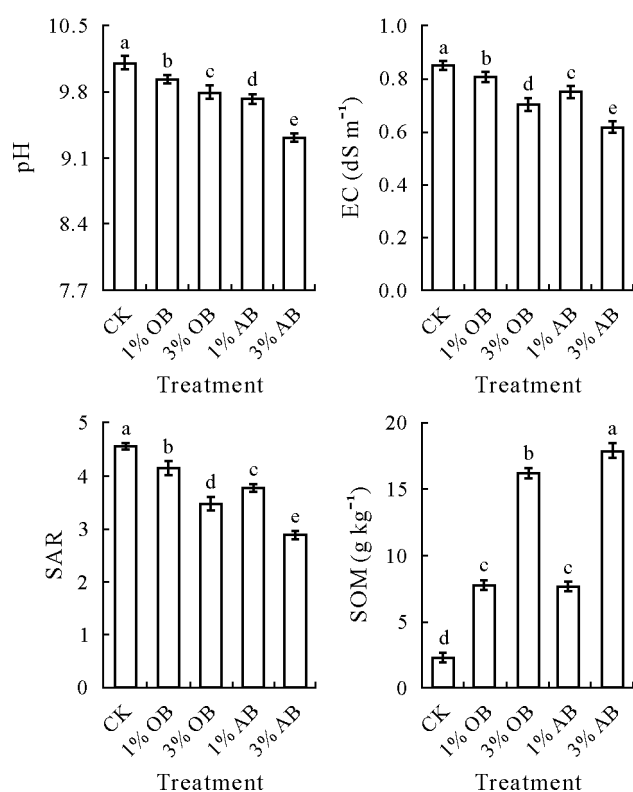 10.5
9.8
9.1
8.4
7.7
pH
a
b
c
d
e
CK
1% OB
3% OB
1% AB
3% AB
Treatment
1.0
0.8
0.6
0.4
0.2
0.0
EC (dS m⁻¹)
a
b
d
c
e
CK
1% OB
3% OB
1% AB
3% AB
Treatment
5
4
3
2
1
0
SAR
a
b
d
c
e
CK
1% OB
3% OB
1% AB
3% AB
Treatment
20
15
10
5
0
SOM (g kg⁻¹)
d
c
b
c
a
CK
1% OB
3% OB
1% AB
3% AB
Treatment